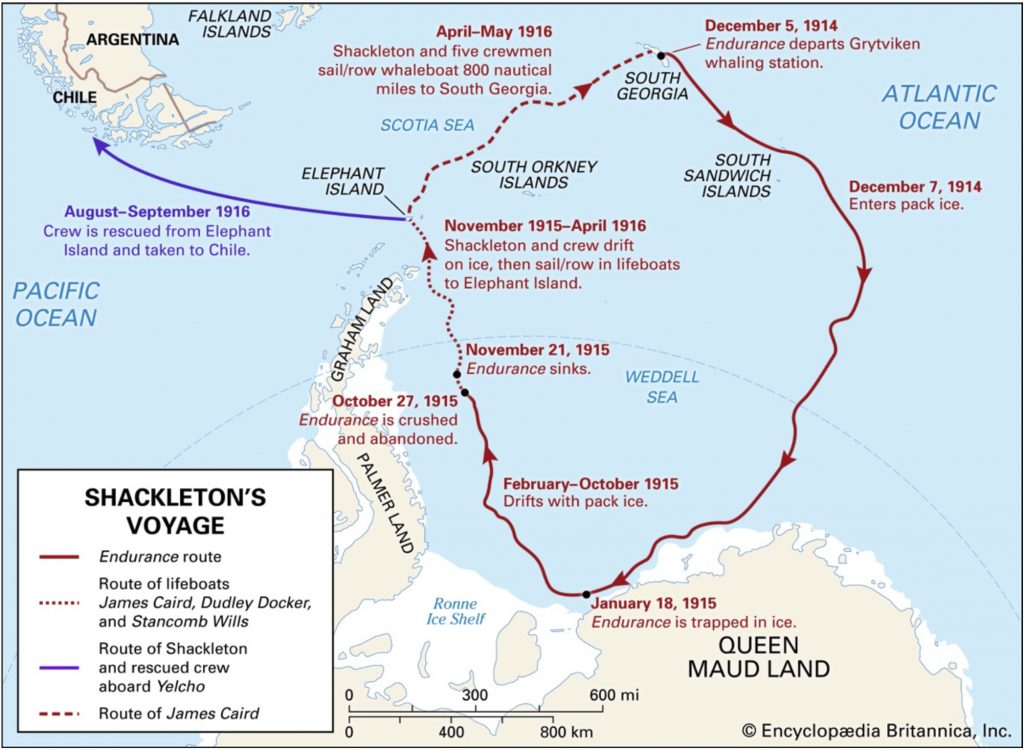 FALKLAND
ISLANDS
ARGENTINA
CHILE
April–May 1916
Shackleton and five crewmen
sail/row whaleboat 800 nautical
miles to South Georgia.
December 5, 1914
Endurance departs Grytviken
whaling station.
SOUTH
GEORGIA
ATLANTIC
OCEAN
SCOTIA SEA
ELEPHANT
ISLAND
SOUTH ORKNEY
ISLANDS
SOUTH
SANDWICH
ISLANDS
December 7, 1914
Enters pack ice.
August–September 1916
Crew is rescued from Elephant
Island and taken to Chile.
November 1915–April 1916
Shackleton and crew drift
on ice, then sail/row in lifeboats
to Elephant Island.
PACIFIC
OCEAN
GRAHAM LAND
November 21, 1915
Endurance sinks.
WEDDELL
SEA
October 27, 1915
Endurance is crushed
and abandoned.
PALMER LAND
February–October 1915
Drifts with pack ice.
Ronne
Ice Shelf
January 18, 1915
Endurance is trapped in ice.
QUEEN
MAUD LAND
SHACKLETON'S
VOYAGE
Endurance route
Route of lifeboats
James Caird, Dudley Docker,
and Stancomb Wills
Route of Shackleton
and rescued crew
aboard Yelcho
Route of James Caird
0 300 600 mi
0 400 800 km
© Encyclopædia Britannica, Inc.